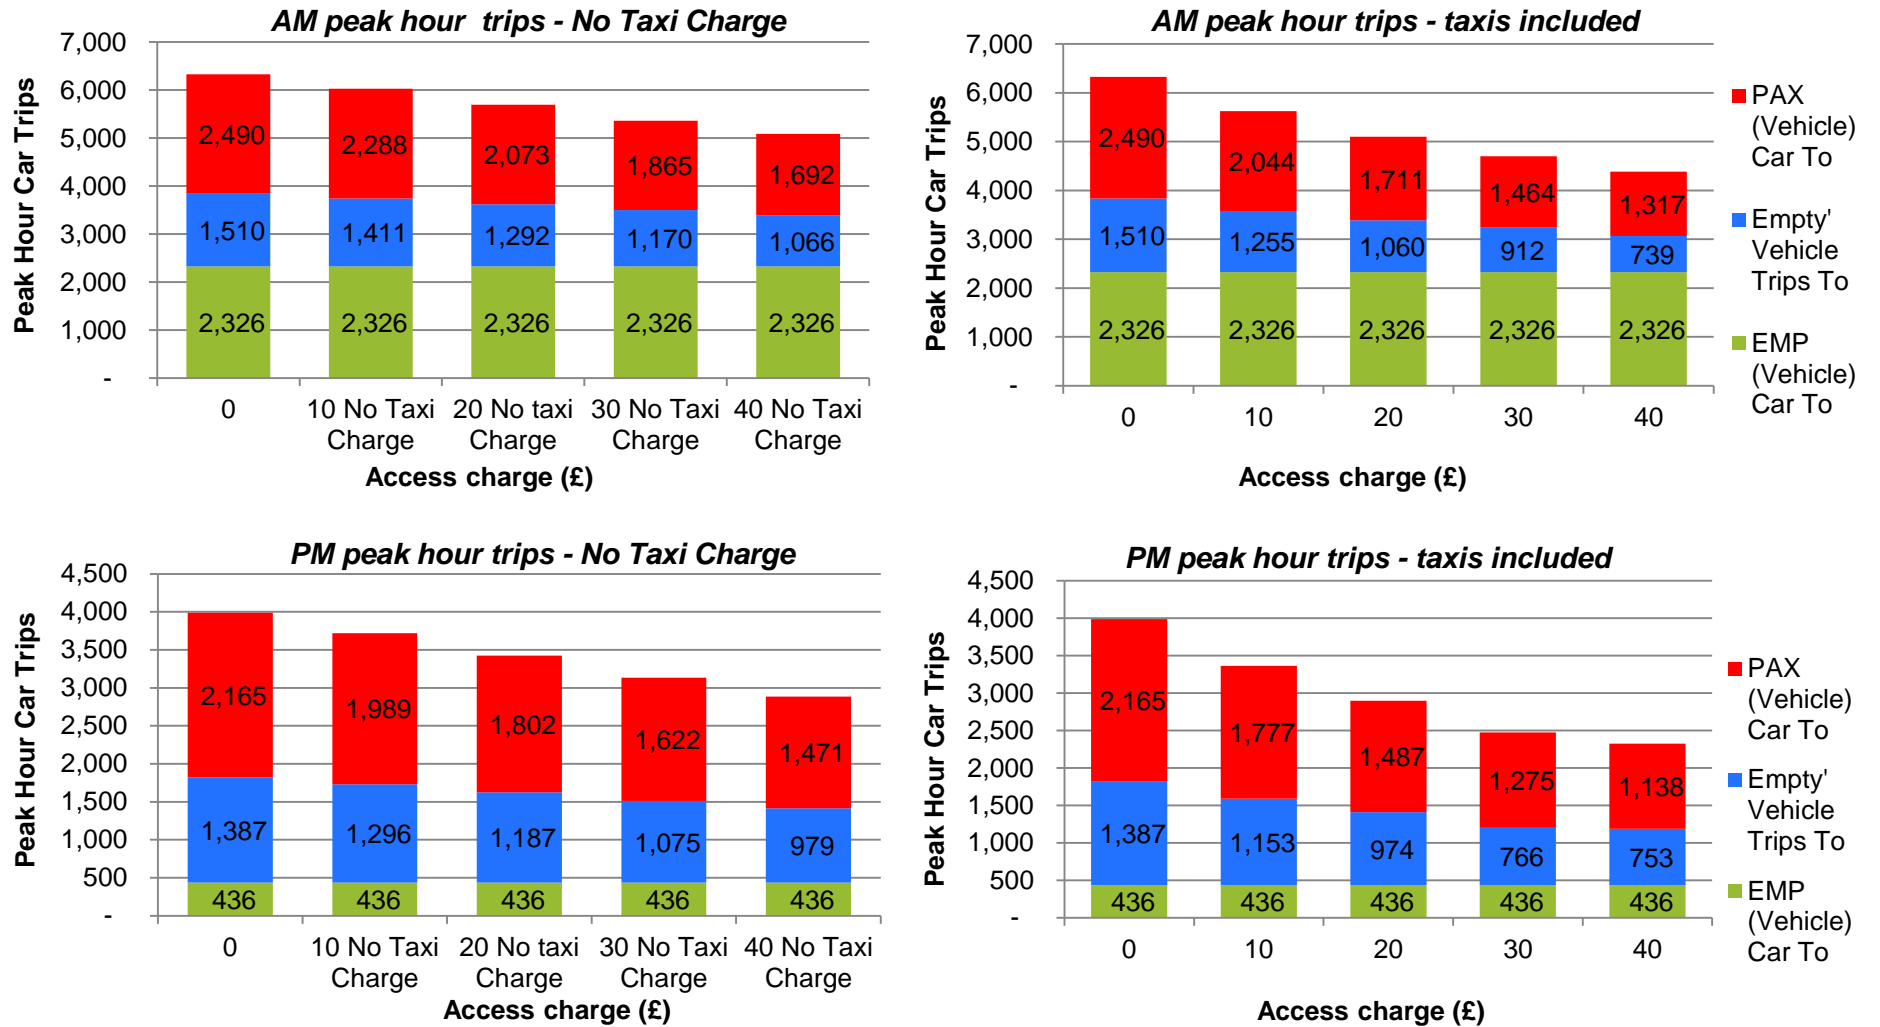 AM peak hour trips - No Taxi Charge
7,000
6,000
5,000
4,000
3,000
2,000
1,000
-
Peak Hour Car Trips
2,490
2,288
2,073
1,865
1,692
1,510
1,411
1,292
1,170
1,066
2,326
2,326
2,326
2,326
2,326
0
10 No Taxi
Charge
20 No taxi
Charge
30 No Taxi
Charge
40 No Taxi
Charge
Access charge (£)
AM peak hour trips - taxis included
7,000
6,000
5,000
4,000
3,000
2,000
1,000
-
Peak Hour Car Trips
2,490
2,044
1,711
1,464
1,317
1,510
1,255
1,060
912
739
2,326
2,326
2,326
2,326
2,326
0
10
20
30
40
Access charge (£)
PAX
(Vehicle)
Car To
Empty'
Vehicle
Trips To
EMP
(Vehicle)
Car To
PM peak hour trips - No Taxi Charge
4,500
4,000
3,500
3,000
2,500
2,000
1,500
1,000
500
-
Peak Hour Car Trips
2,165
1,989
1,802
1,622
1,471
1,387
1,296
1,187
1,075
979
436
436
436
436
436
0
10 No Taxi
Charge
20 No taxi
Charge
30 No Taxi
Charge
40 No Taxi
Charge
Access charge (£)
PM peak hour trips - taxis included
4,500
4,000
3,500
3,000
2,500
2,000
1,500
1,000
500
-
Peak Hour Car Trips
2,165
1,777
1,487
1,275
1,138
1,387
1,153
974
766
753
436
436
436
436
436
0
10
20
30
40
Access charge (£)
PAX
(Vehicle)
Car To
Empty'
Vehicle
Trips To
EMP
(Vehicle)
Car To